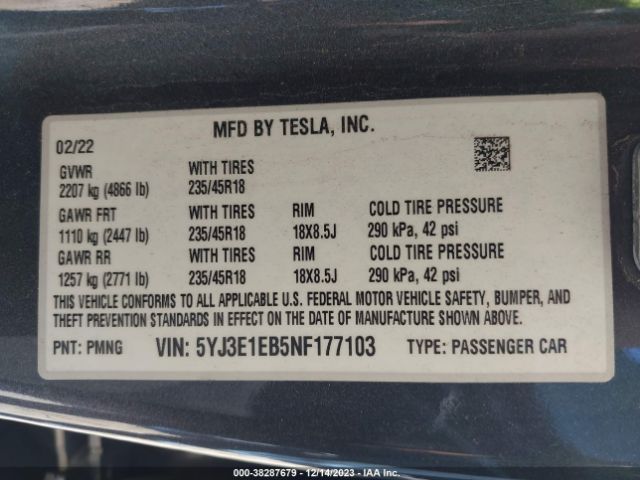 MFD BY TESLA, INC.
02/22
GVWR WITH TIRES
2207 kg (4866 lb) 235/45R18
GAWR FRT WITH TIRES RIM COLD TIRE PRESSURE
1110 kg (2447 lb) 235/45R18 18X8.5J 290 kPa, 42 psi
GAWR RR WITH TIRES RIM COLD TIRE PRESSURE
1257 kg (2771 lb) 235/45R18 18X8.5J 290 kPa, 42 psi
THIS VEHICLE CONFORMS TO ALL APPLICABLE U.S. FEDERAL MOTOR VEHICLE SAFETY, BUMPER, AND
THEFT PREVENTION STANDARDS IN EFFECT ON THE DATE OF MANUFACTURE SHOWN ABOVE.
PNT: PMNG VIN: 5YJ3E1EB5NF177103 TYPE: PASSENGER CAR
000-38287679 - 12/14/2023 - IAA Inc.